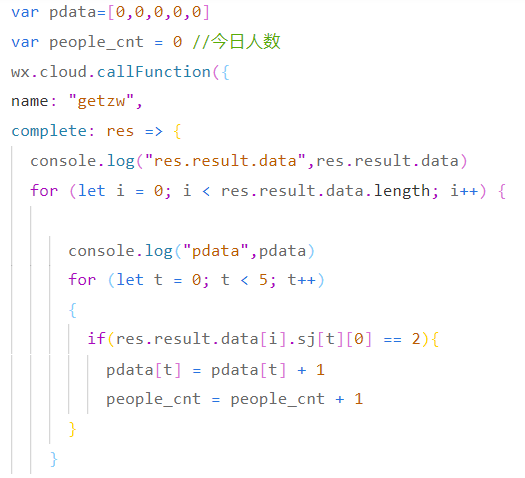 var pdata=[0,0,0,0,0]
var people_cnt = 0 //今日人数
wx.cloud.callFunction({
name: "getzw",
complete: res => {
console.log("res.result.data",res.result.data)
for (let i = 0; i < res.result.data.length; i++) {
console.log("pdata",pdata)
for (let t = 0; t < 5; t++)
{
if(res.result.data[i].sj[t][0] == 2){
pdata[t] = pdata[t] + 1
people_cnt = people_cnt + 1
}
}